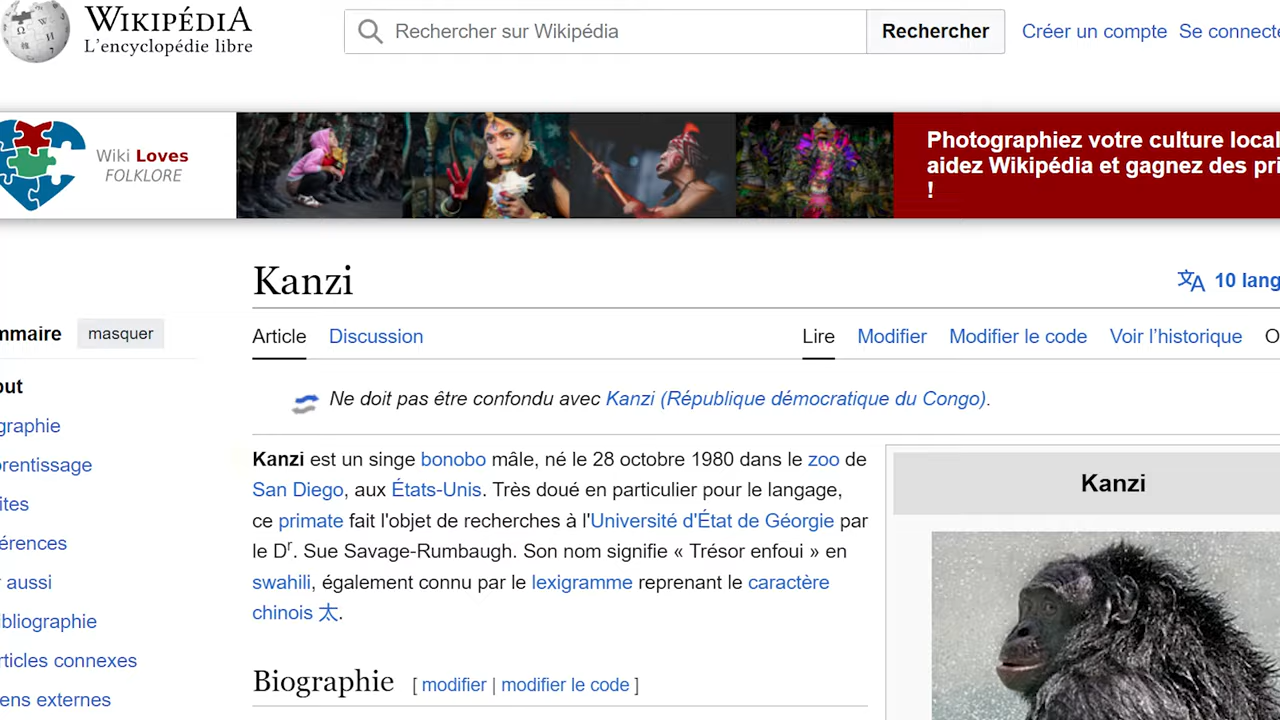 WIKIPÉDIA
L'encyclopédie libre
Rechercher sur Wikipédia
Rechercher
Créer un compte Se connecte
Wiki Loves
FOLKLORE
Photographiez votre culture local
aidez Wikipédia et gagnez des pri
!
Kanzi
10 lang
mmaire masquer
Article Discussion
Lire Modifier Modifier le code Voir l'historique O
but
Ne doit pas être confondu avec Kanzi (République démocratique du Congo).
graphie
rentissage
ites
érences
aussi
ibliographie
rticles connexes
ens externes
Kanzi est un singe bonobo mâle, né le 28 octobre 1980 dans le zoo de
San Diego, aux États-Unis. Très doué en particulier pour le langage,
ce primate fait l'objet de recherches à l'Université d'État de Géorgie par
le Dr. Sue Savage-Rumbaugh. Son nom signifie « Trésor enfoui » en
swahili, également connu par le lexigramme reprenant le caractère
chinois 太.
Kanzi
Biographie [ modifier | modifier le code ]